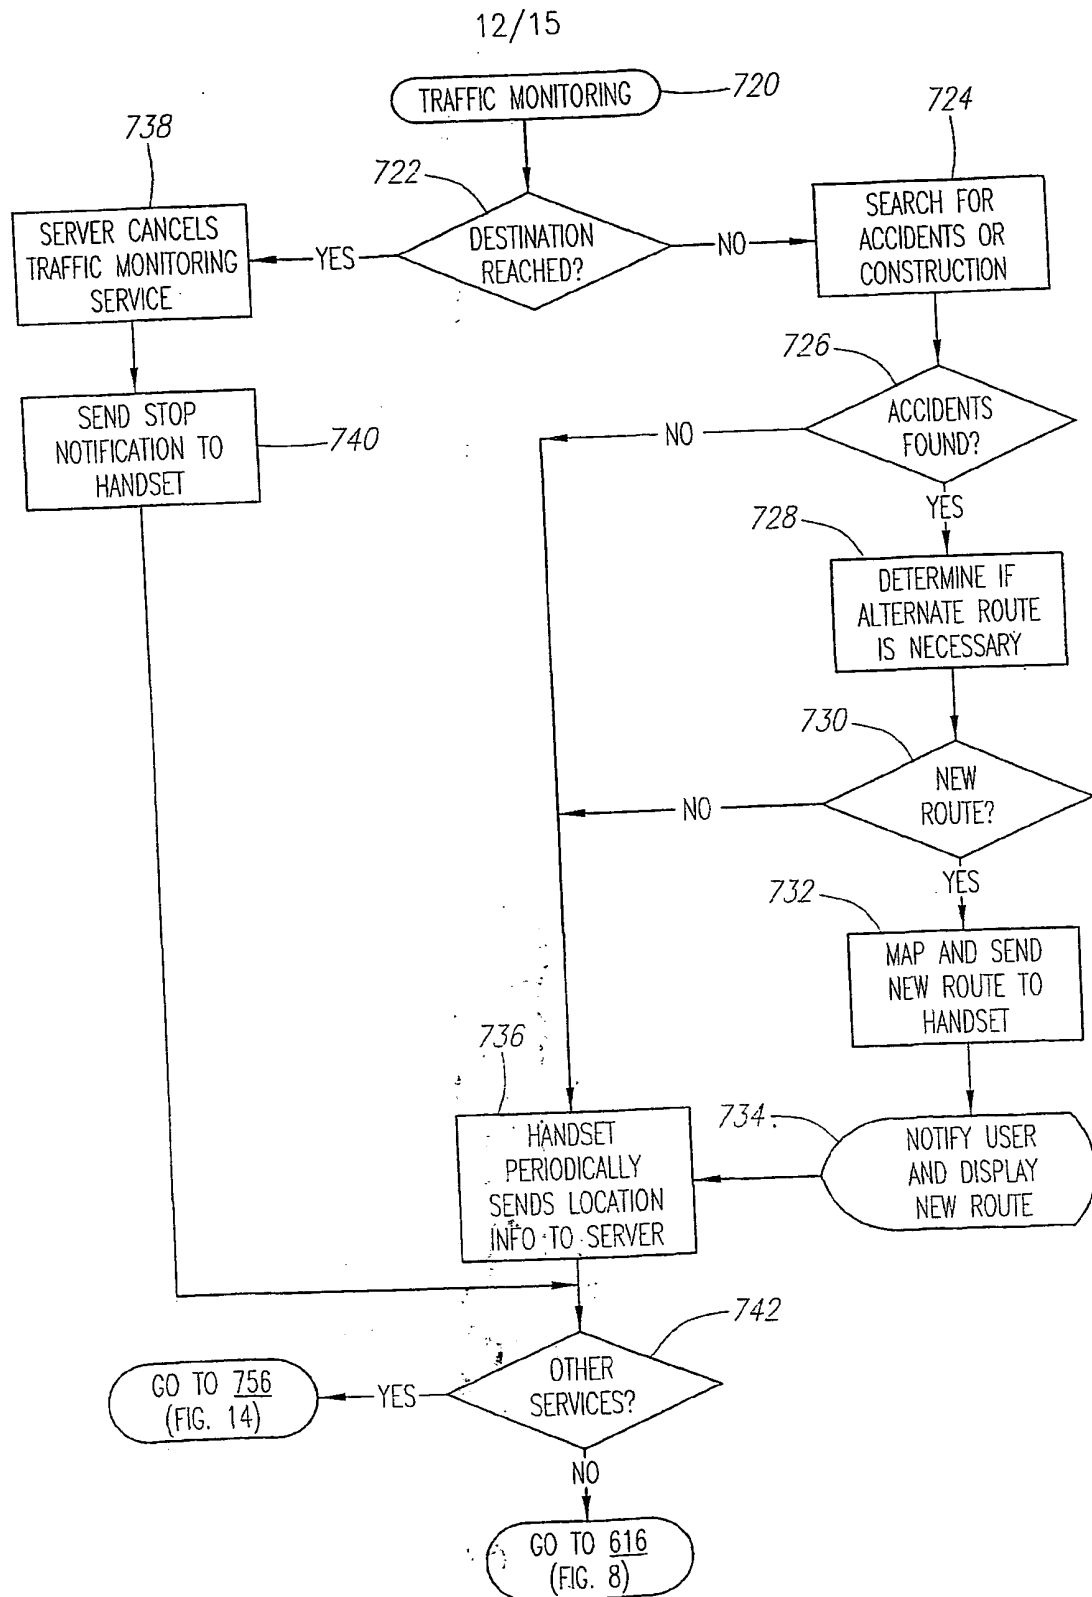 12/15
TRAFFIC MONITORING
720
738
722
724
SERVER CANCELS
TRAFFIC MONITORING
SERVICE
YES
DESTINATION
REACHED?
NO
SEARCH FOR
ACCIDENTS OR
CONSTRUCTION
726
SEND STOP
NOTIFICATION TO
HANDSET
740
NO
ACCIDENTS
FOUND?
YES
728
DETERMINE IF
ALTERNATE ROUTE
IS NECESSARY
730
NO
NEW
ROUTE?
YES
732
MAP AND SEND
NEW ROUTE TO
HANDSET
736
734
HANDSET
PERIODICALLY
SENDS LOCATION
INFO TO SERVER
NOTIFY USER
AND DISPLAY
NEW ROUTE
742
GO TO 756
(FIG. 14)
YES
OTHER
SERVICES?
NO
GO TO 616
(FIG. 8)